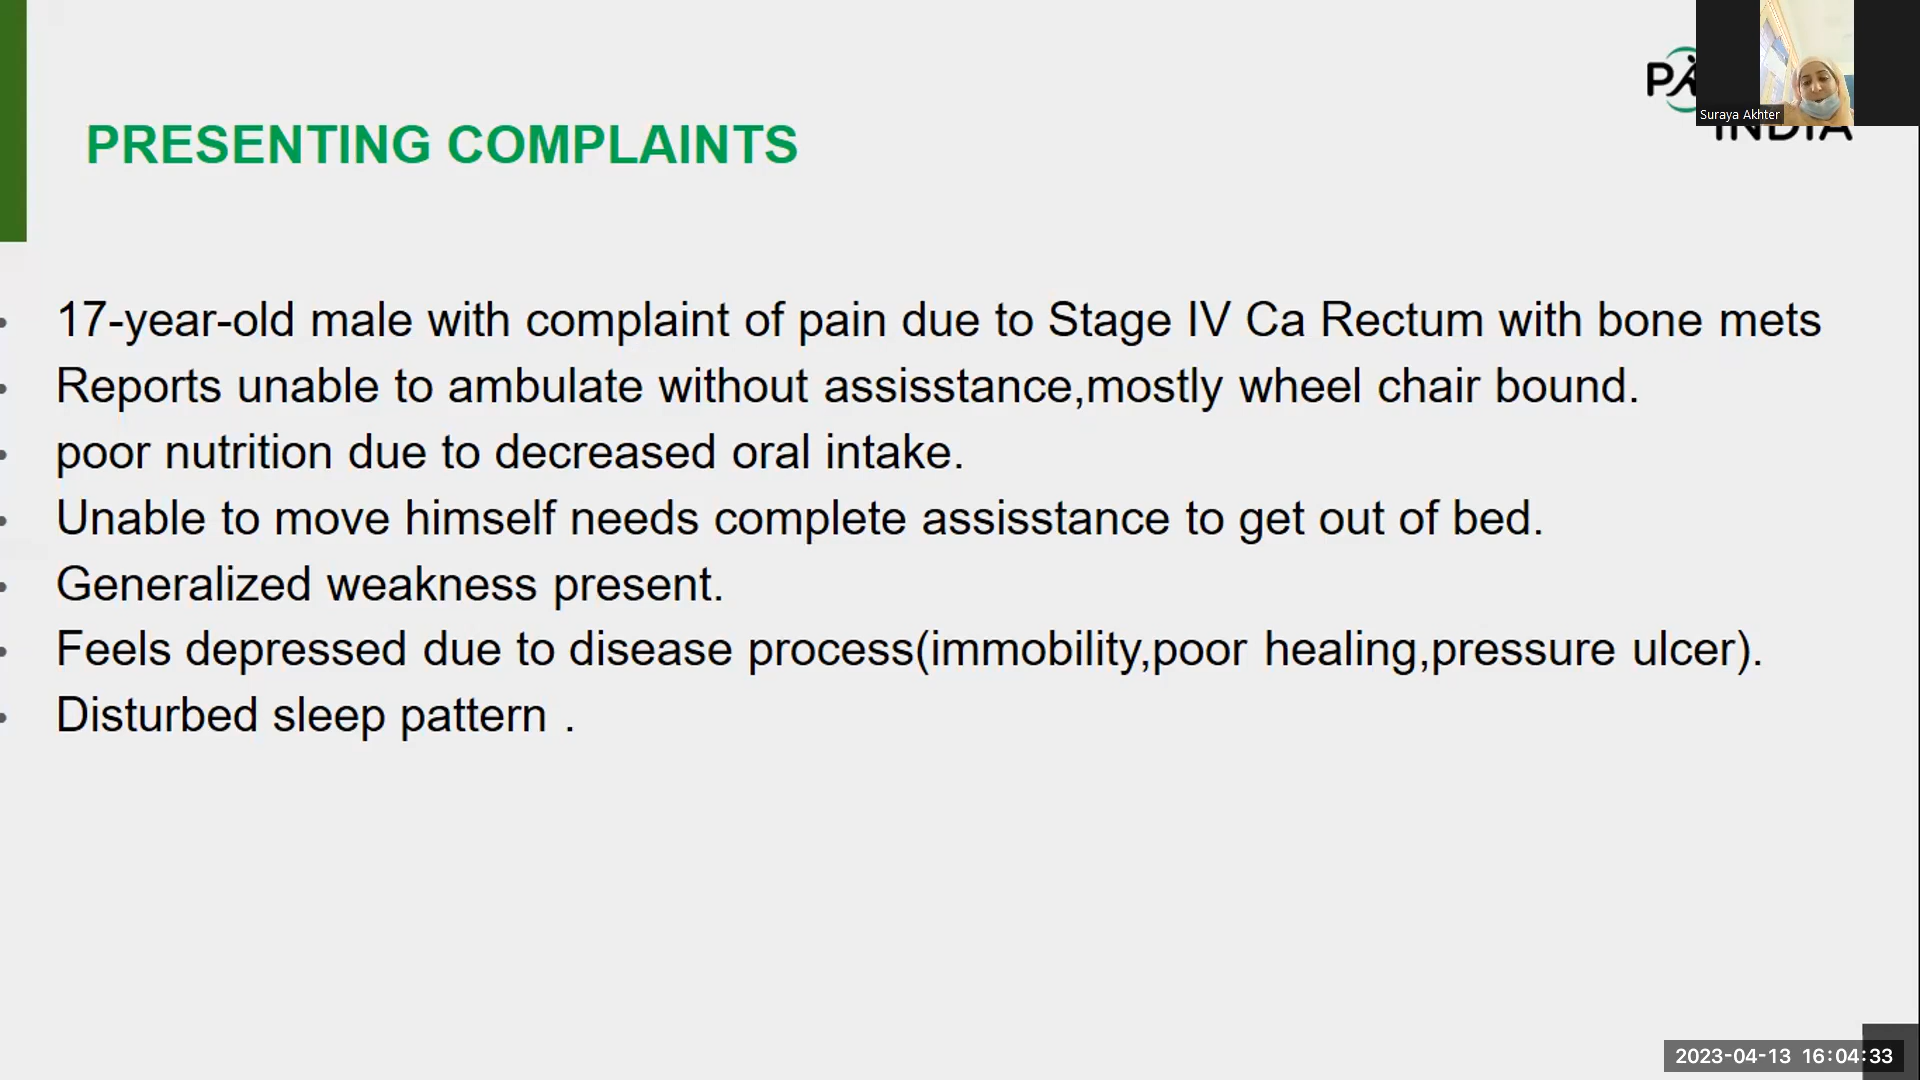 PA
INDIA
Suraya Akhter
PRESENTING COMPLAINTS
17-year-old male with complaint of pain due to Stage IV Ca Rectum with bone mets
Reports unable to ambulate without assisstance,mostly wheel chair bound.
poor nutrition due to decreased oral intake.
Unable to move himself needs complete assisstance to get out of bed.
Generalized weakness present.
Feels depressed due to disease process(immobility,poor healing,pressure ulcer).
Disturbed sleep pattern .
2023-04-13 16:04:33